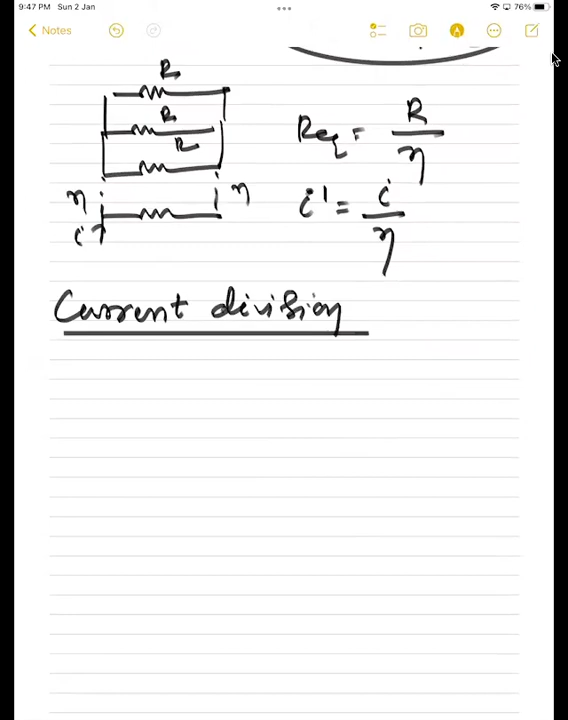 9:47 PM Sun 2 Jan
76%
Notes
R
R
R
Req = R/η
η η
i
i' = i/η
Current division